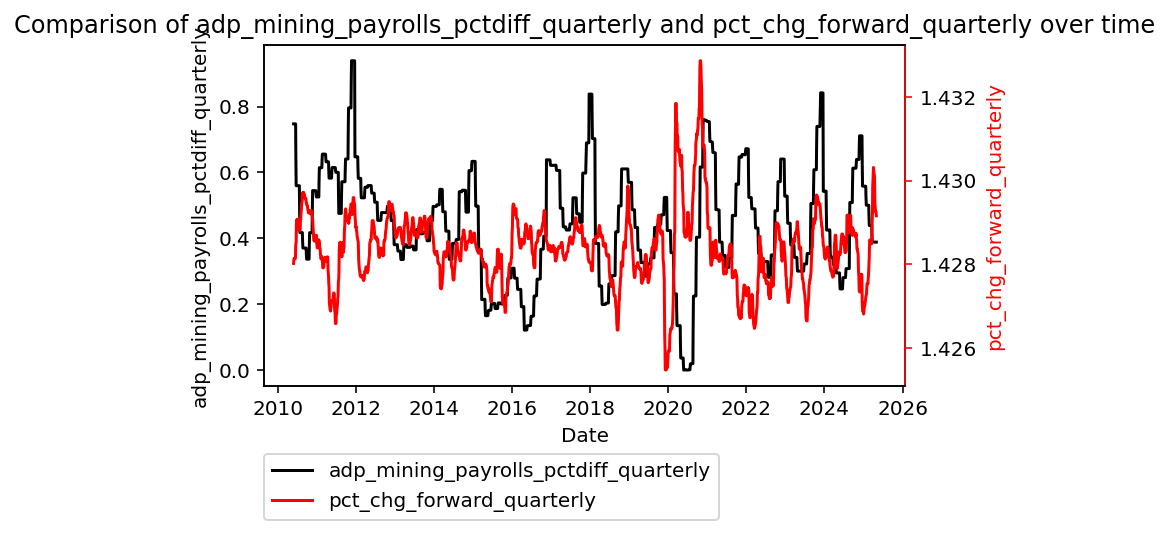 Comparison of adp_mining_payrolls_pctdiff_quarterly and pct_chg_forward_quarterly over time
adp_mining_payrolls_pctdiff_quarterly
0.8
0.6
0.4
0.2
0.0
1.432
1.430
1.428
1.426
pct_chg_forward_quarterly
2010 2012 2014 2016 2018 2020 2022 2024 2026
Date
adp_mining_payrolls_pctdiff_quarterly
pct_chg_forward_quarterly